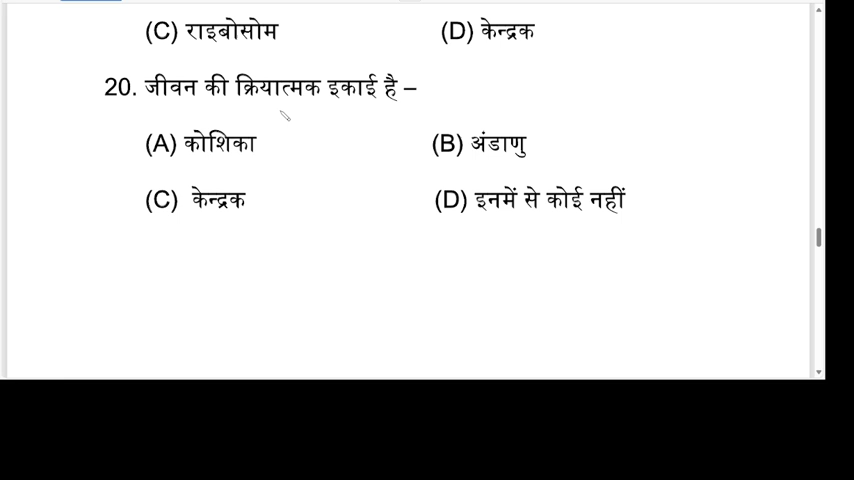 (C) राइबोसोम (D) केन्द्रक
20. जीवन की क्रियात्मक इकाई है –
(A) कोशिका (B) अंडाणु
(C) केन्द्रक (D) इनमें से कोई नहीं